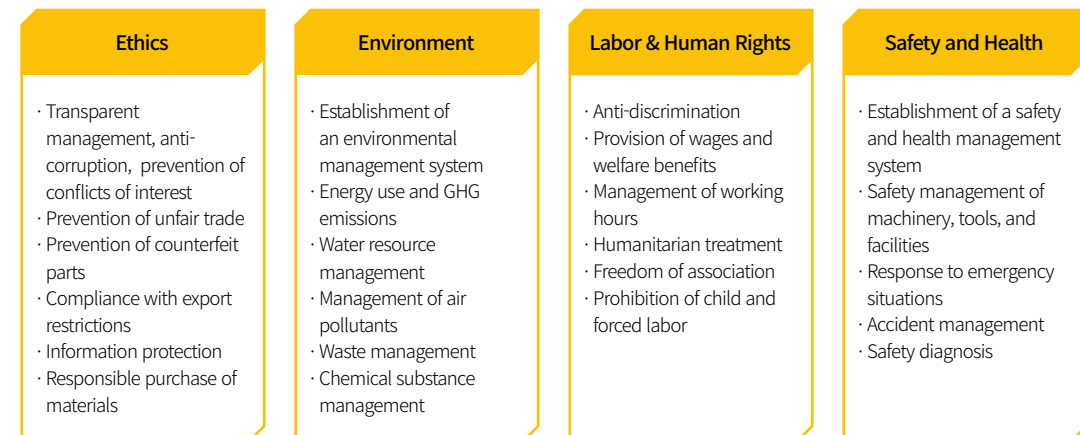 Ethics
· Transparent
management, anti-
corruption, prevention of
conflicts of interest
· Prevention of unfair trade
· Prevention of counterfeit
parts
· Compliance with export
restrictions
· Information protection
· Responsible purchase of
materials
Environment
· Establishment of
an environmental
management system
· Energy use and GHG
emissions
· Water resource
management
· Management of air
pollutants
· Waste management
· Chemical substance
management
Labor & Human Rights
· Anti-discrimination
· Provision of wages and
welfare benefits
· Management of working
hours
· Humanitarian treatment
· Freedom of association
· Prohibition of child and
forced labor
Safety and Health
· Establishment of a safety
and health management
system
· Safety management of
machinery, tools, and
facilities
· Response to emergency
situations
· Accident management
· Safety diagnosis